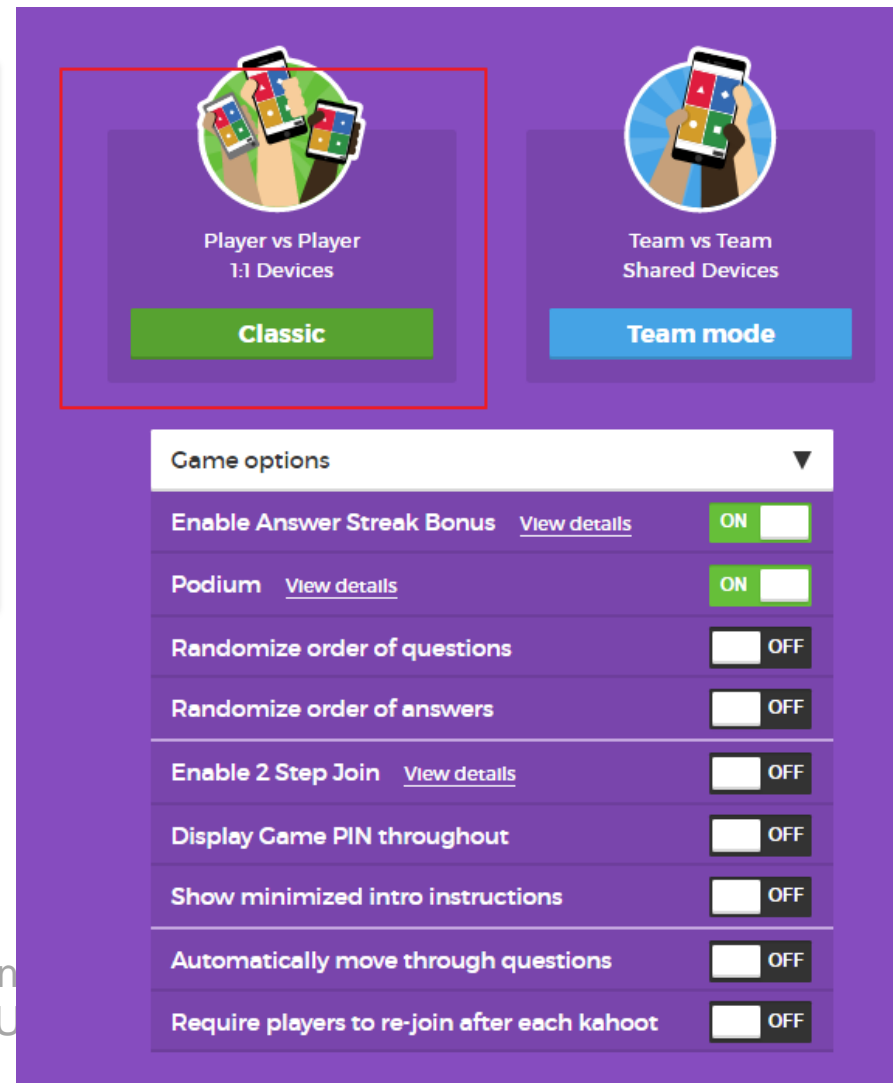 Player vs Player
1:1 Devices
Classic
Team vs Team
Shared Devices
Team mode
Game options
Enable Answer Streak Bonus View details ON
Podium View details ON
Randomize order of questions OFF
Randomize order of answers OFF
Enable 2 Step Join View details OFF
Display Game PIN throughout OFF
Show minimized intro instructions OFF
Automatically move through questions OFF
Require players to re-join after each kahoot OFF